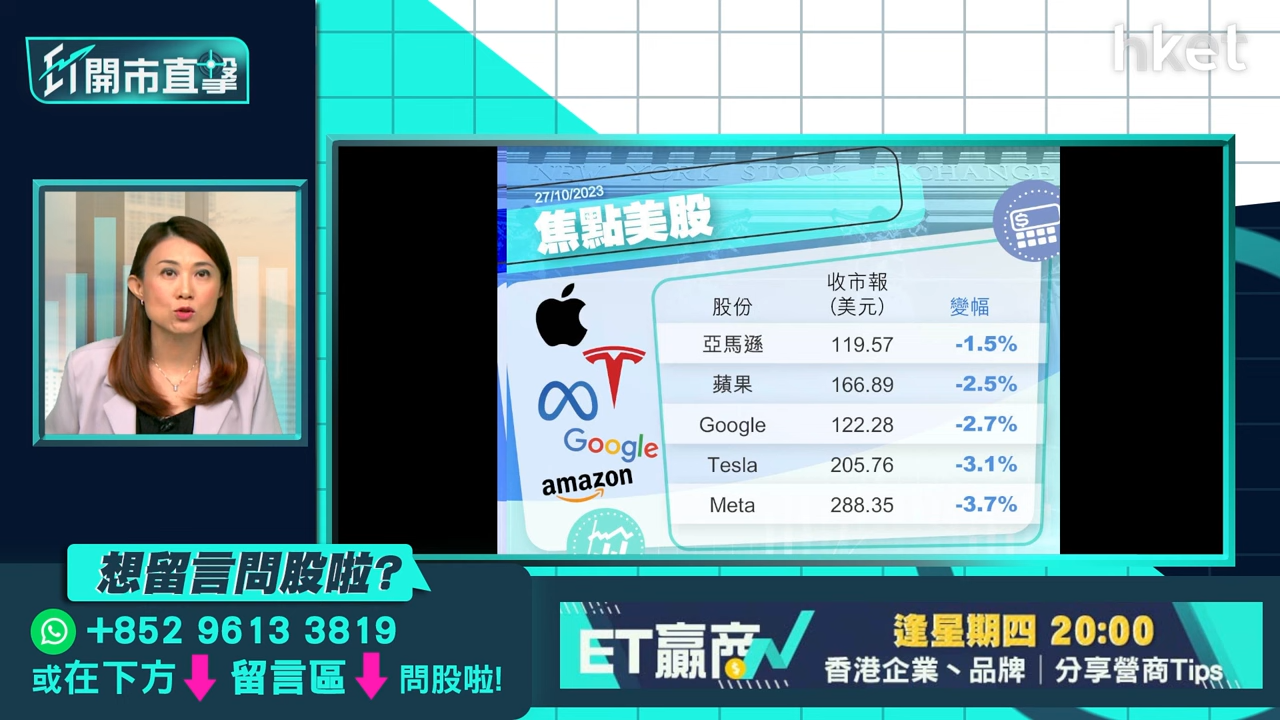 ET開市直擊
hket
NEW YORK STOCK EXCHANGE
27/10/2023
焦點美股
股份 收市報(美元) 變幅
亞馬遜 119.57 -1.5%
蘋果 166.89 -2.5%
Google 122.28 -2.7%
Tesla 205.76 -3.1%
Meta 288.35 -3.7%
Google
amazon
$
想留言問股啦?
+852 9613 3819
或在下方 留言區 問股啦!
ET贏商
$
逢星期四 20:00
香港企業、品牌｜分享營商Tips